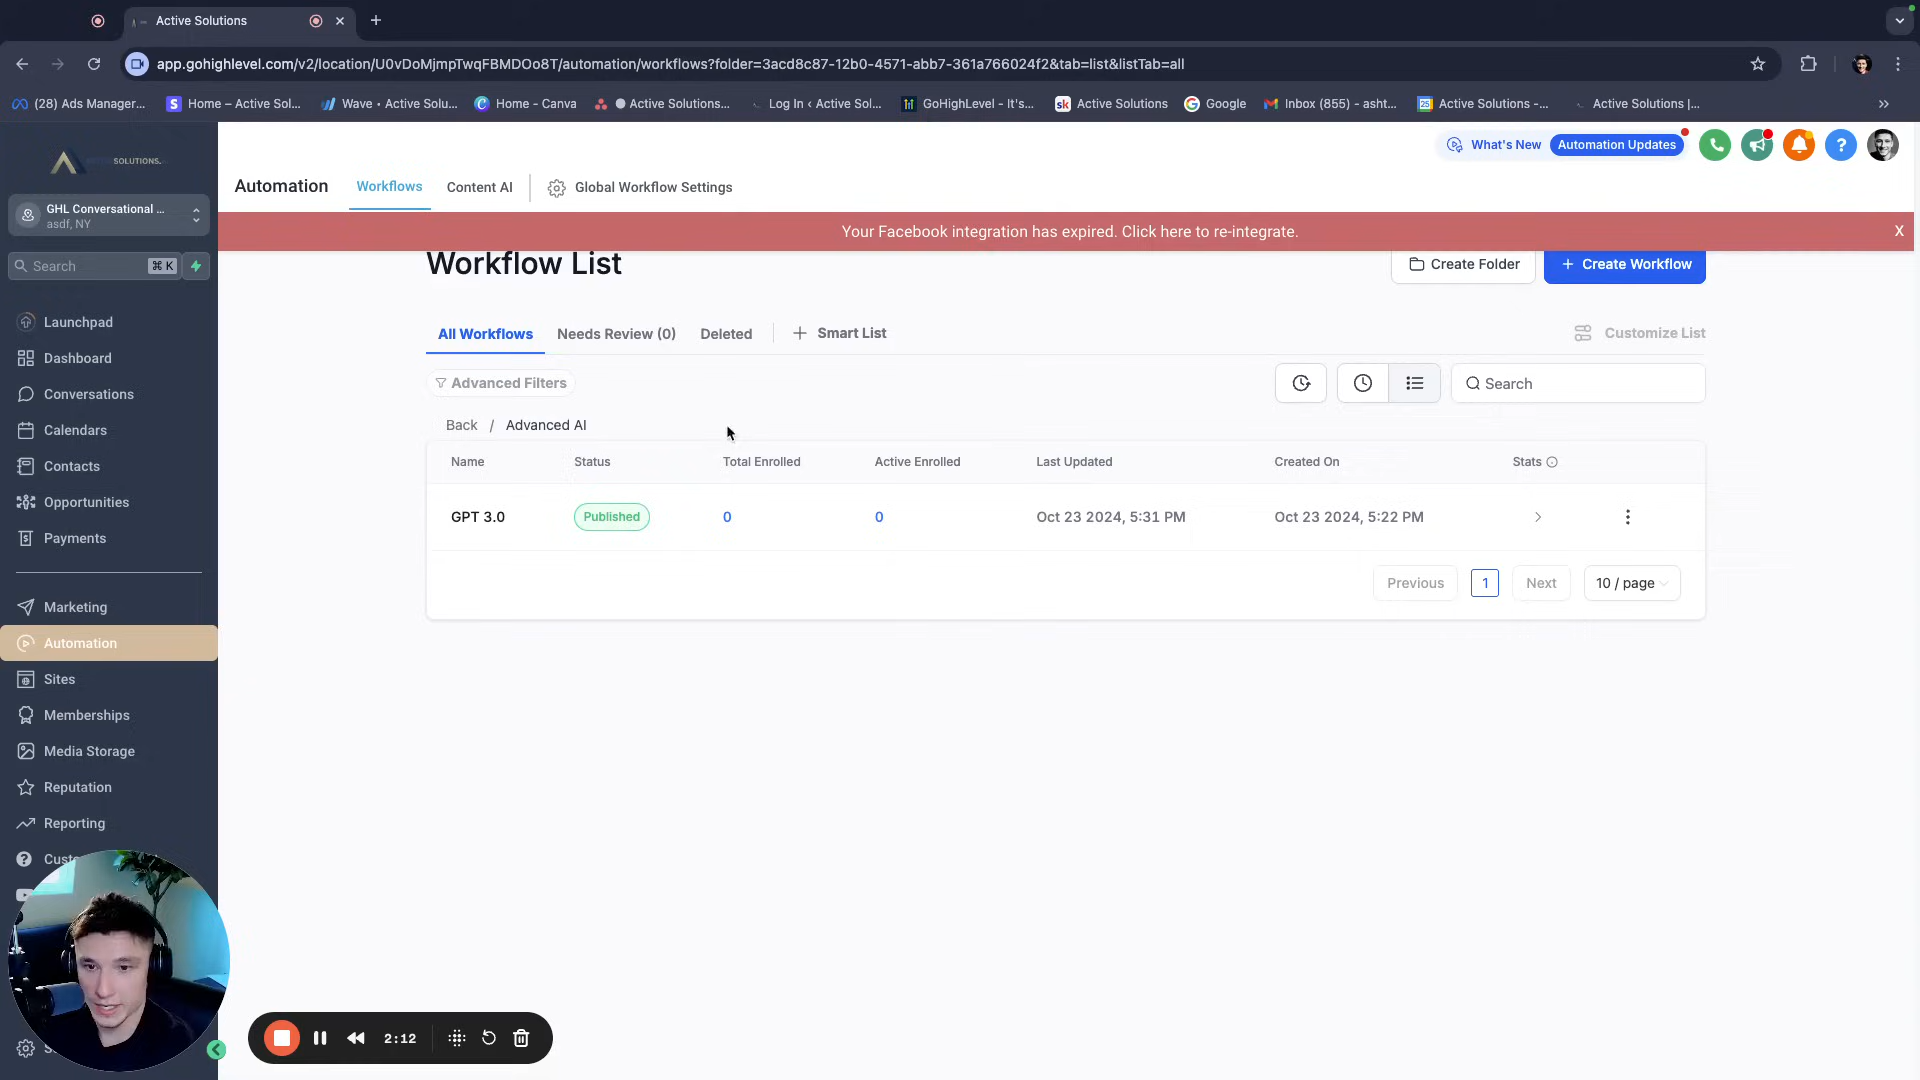 Active Solutions
app.gohighlevel.com/v2/location/U0vDoMjmpTwqFBMDOo8T/automation/workflows?folder=3acd8c87-12b0-4571-abb7-361a766024f2&tab=list&listTab=all
(28) Ads Manager...
Home – Active Sol...
Wave • Active Solu...
Home - Canva
Active Solutions...
Log In ‹ Active Sol...
GoHighLevel - It's...
Active Solutions
Google
Inbox (855) - asht...
Active Solutions -...
Active Solutions |...
SOLUTIONS.
What's New
Automation Updates
Automation
Workflows
Content AI
Global Workflow Settings
GHL Conversational ...
asdf, NY
Your Facebook integration has expired. Click here to re-integrate.
X
Search
⌘ K
Workflow List
Create Folder
+ Create Workflow
Launchpad
Dashboard
Conversations
Calendars
Contacts
Opportunities
Payments
Marketing
Automation
Sites
Memberships
Media Storage
Reputation
Reporting
All Workflows
Needs Review (0)
Deleted
+ Smart List
Customize List
Advanced Filters
Search
Back / Advanced AI
Name
Status
Total Enrolled
Active Enrolled
Last Updated
Created On
Stats
GPT 3.0
Published
0
0
Oct 23 2024, 5:31 PM
Oct 23 2024, 5:22 PM
Previous
1
Next
10 / page
2:12